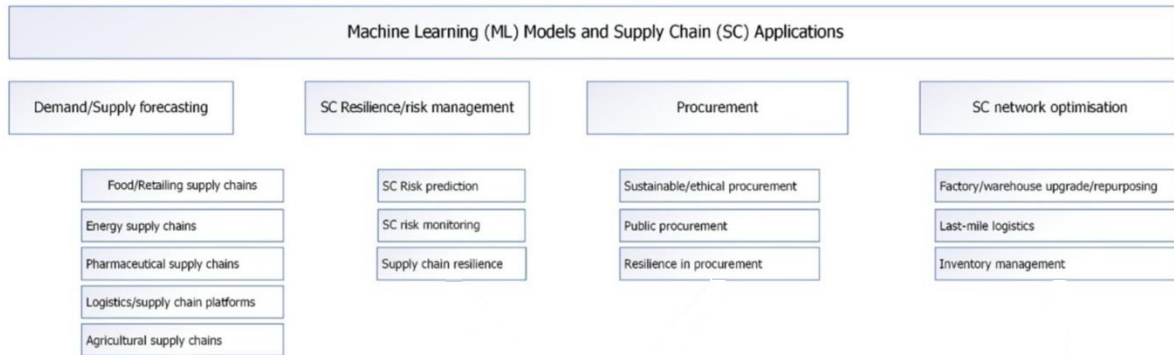 Machine Learning (ML) Models and Supply Chain (SC) Applications
Demand/Supply forecasting
Food/Retailing supply chains
Energy supply chains
Pharmaceutical supply chains
Logistics/supply chain platforms
Agricultural supply chains
SC Resilience/risk management
SC Risk prediction
SC risk monitoring
Supply chain resilience
Procurement
Sustainable/ethical procurement
Public procurement
Resilience in procurement
SC network optimisation
Factory/warehouse upgrade/repurposing
Last-mile logistics
Inventory management